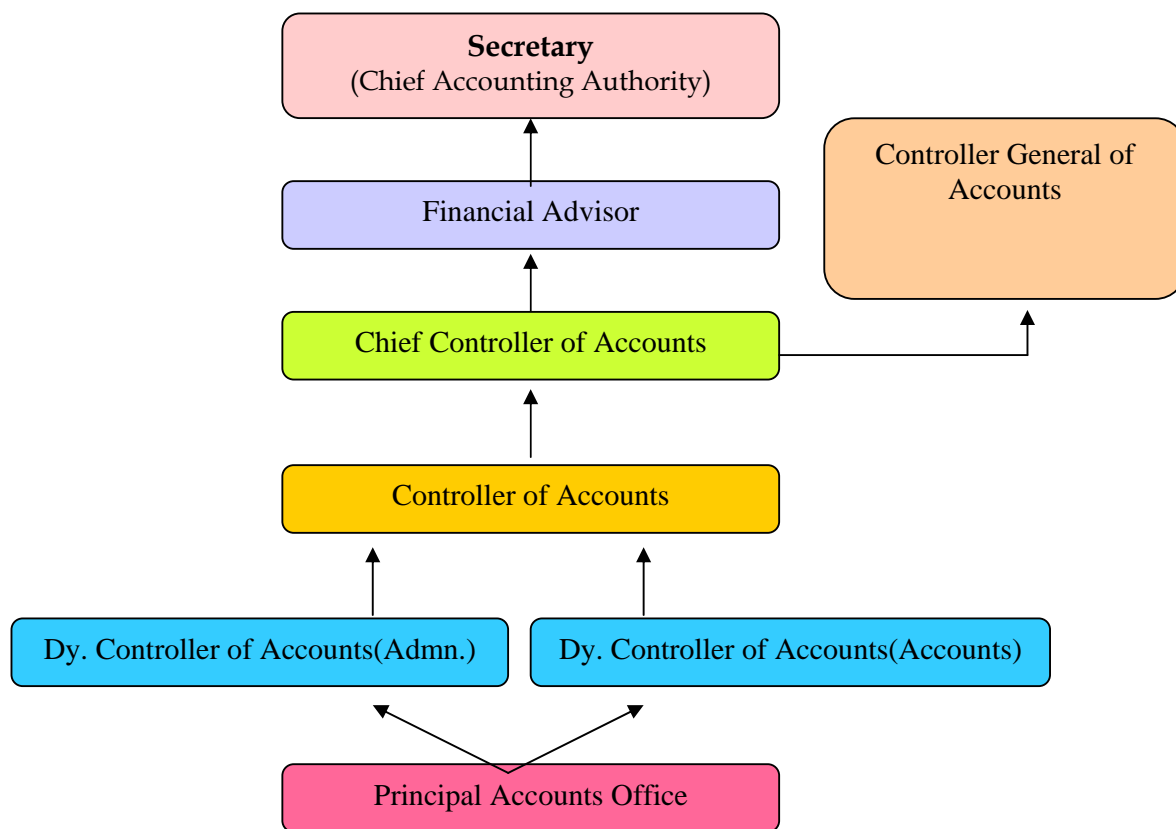 Secretary
(Chief Accounting Authority)
Controller General of
Accounts
Financial Advisor
Chief Controller of Accounts
Controller of Accounts
Dy. Controller of Accounts(Admn.)
Dy. Controller of Accounts(Accounts)
Principal Accounts Office